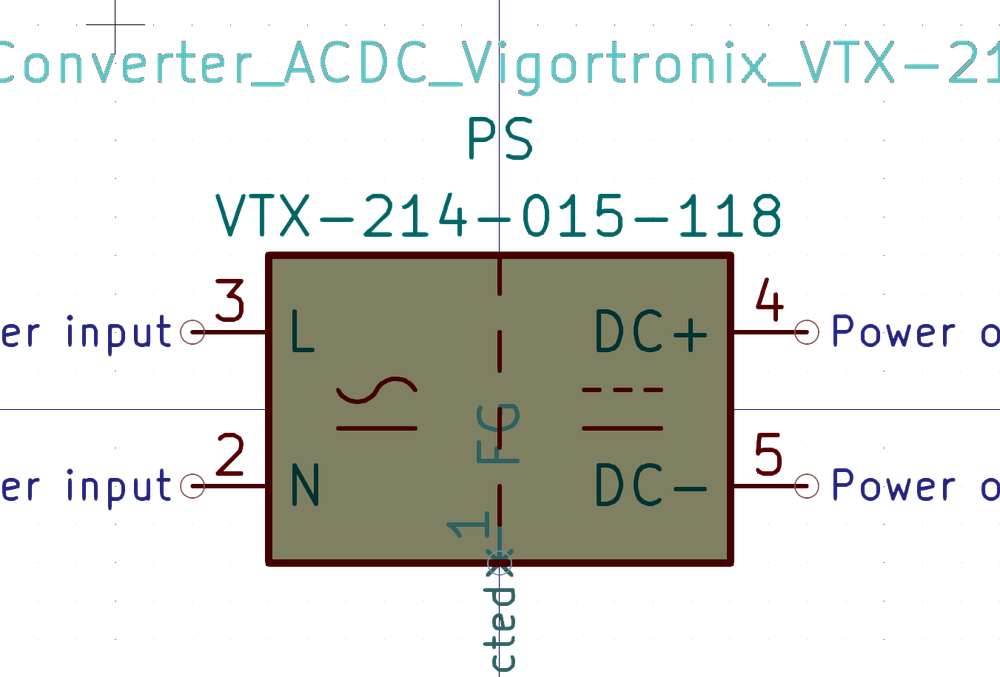 Converter_ACDC_Vigortronix_VTX-21
PS
VTX-214-015-118
3
L
DC+
4
er input
Power o
FG
2
N
DC-
5
er input
Power o
1
cted